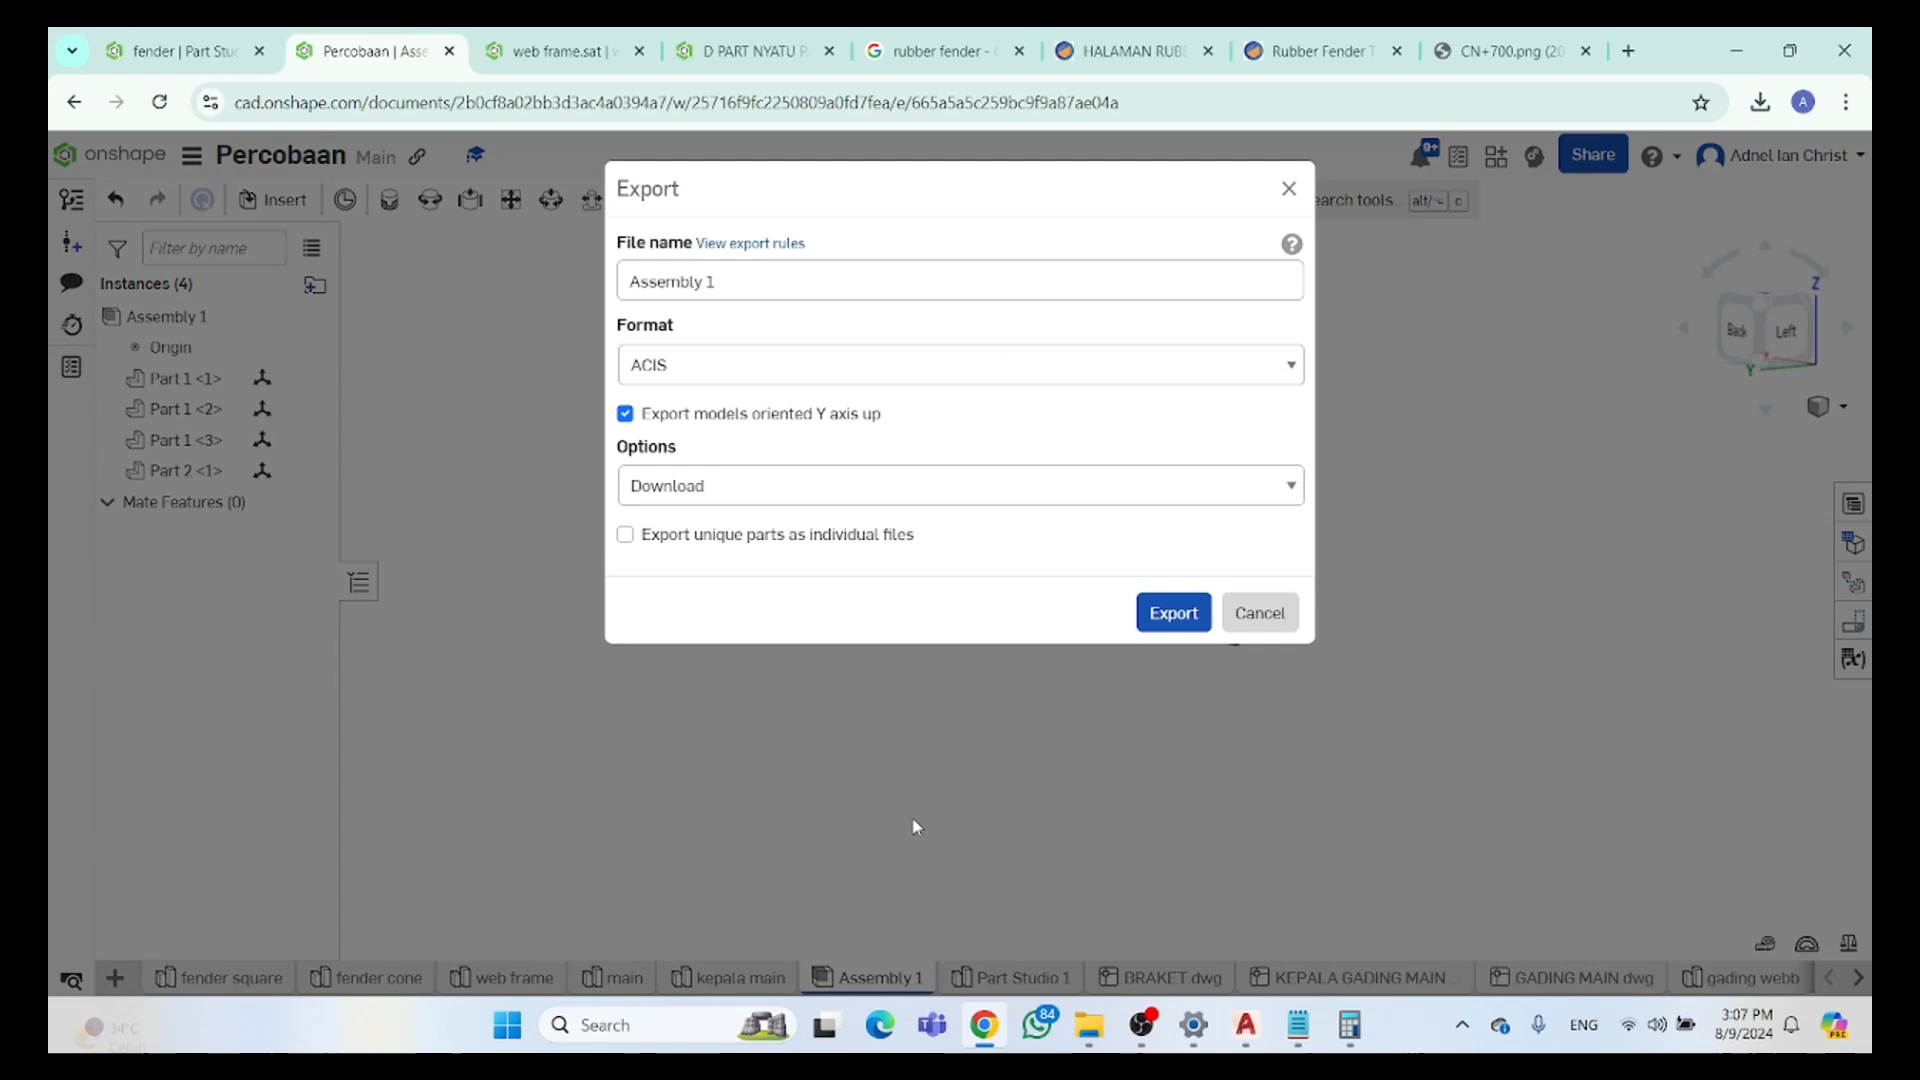 fender | Part Stu
Percobaan | Asse
web frame.sat |
D PART NYATU P
rubber fender -
HALAMAN RUB
Rubber Fender T
CN+700.png (20
cad.onshape.com/documents/2b0cf8a02bb3d3ac4a0394a7/w/25716f9fc2250809a0fd7fea/e/665a5a5c259bc9f9a87ae04a
A
onshape
Percobaan Main
9+
Share
Adnel Ian Christ
Insert
earch tools... alt/⌥ c
Filter by name
Instances (4)
Assembly 1
Origin
Part 1 <1>
Part 1 <2>
Part 1 <3>
Part 2 <1>
Mate Features (0)
Export
File name View export rules
Assembly 1
Format
ACIS
Export models oriented Y axis up
Options
Download
Export unique parts as individual files
Export
Cancel
Z
Back
Left
X
Y
fender square
fender cone
web frame
main
kepala main
Assembly 1
Part Studio 1
BRAKET dwg
KEPALA GADING MAIN
GADING MAIN dwg
gading webb
34°C
Search
84
ENG
3:07 PM
8/9/2024
PRE